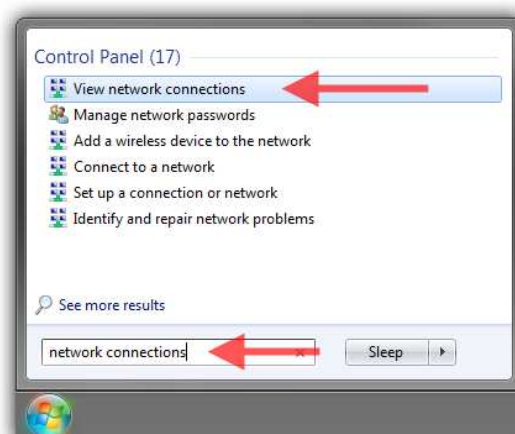 Control Panel (17)
View network connections
Manage network passwords
Add a wireless device to the network
Connect to a network
Set up a connection or network
Identify and repair network problems
See more results
network connections
Sleep